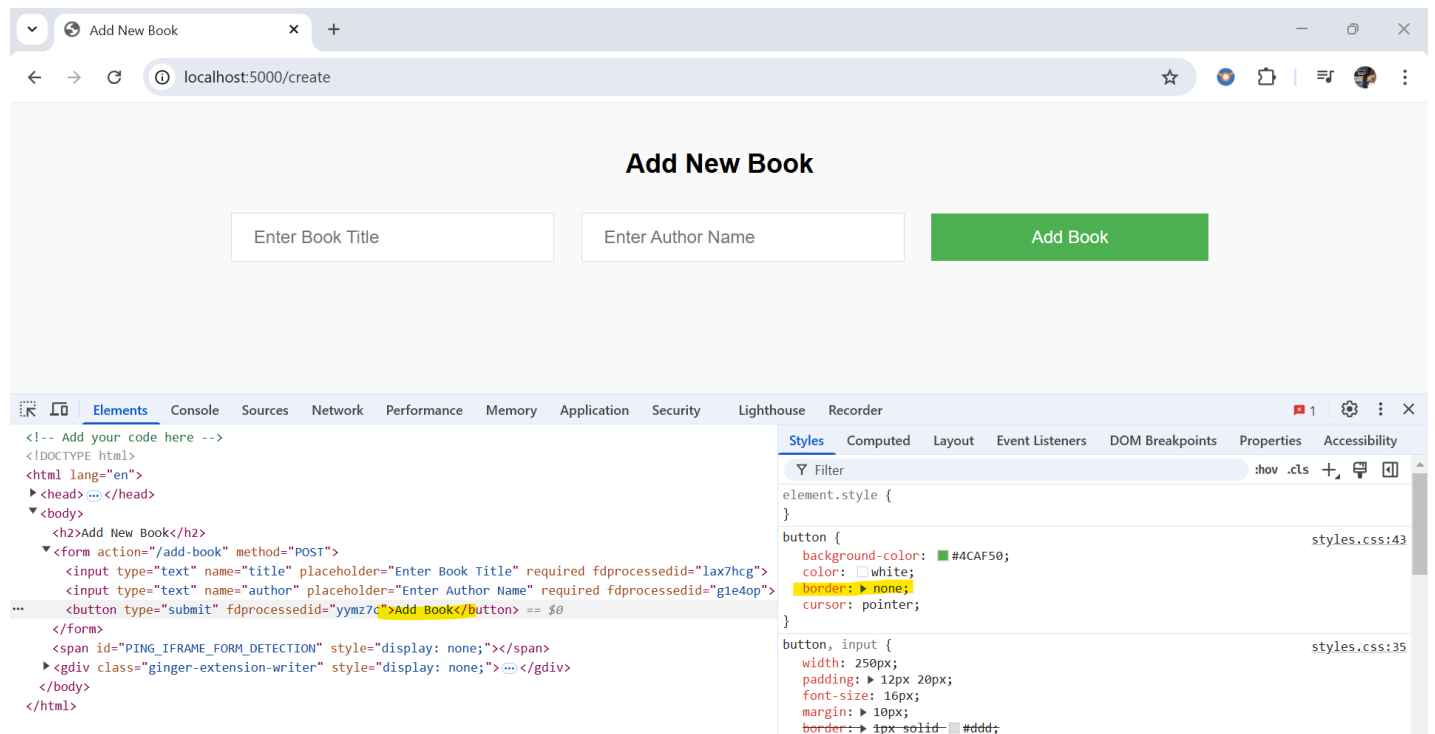 Add New Book
localhost:5000/create
Add New Book
Enter Book Title
Enter Author Name
Add Book
Elements Console Sources Network Performance Memory Application Security Lighthouse Recorder 1
<!-- Add your code here -->
<!DOCTYPE html>
<html lang="en">
<head> … </head>
<body>
<h2>Add New Book</h2>
<form action="/add-book" method="POST">
<input type="text" name="title" placeholder="Enter Book Title" required fdprocessedid="lax7hcg">
<input type="text" name="author" placeholder="Enter Author Name" required fdprocessedid="g1e4op">
<button type="submit" fdprocessedid="yymz7c">Add Book</button> == $0
</form>
<span id="PING_IFRAME_FORM_DETECTION" style="display: none;"></span>
<gdiv class="ginger-extension-writer" style="display: none;"> … </gdiv>
</body>
</html>
Styles Computed Layout Event Listeners DOM Breakpoints Properties Accessibility
Filter :hov .cls
element.style {
}
button { styles.css:43
background-color: #4CAF50;
color: white;
border: none;
cursor: pointer;
}
button, input { styles.css:35
width: 250px;
padding: 12px 20px;
font-size: 16px;
margin: 10px;
border: 1px solid #ddd;